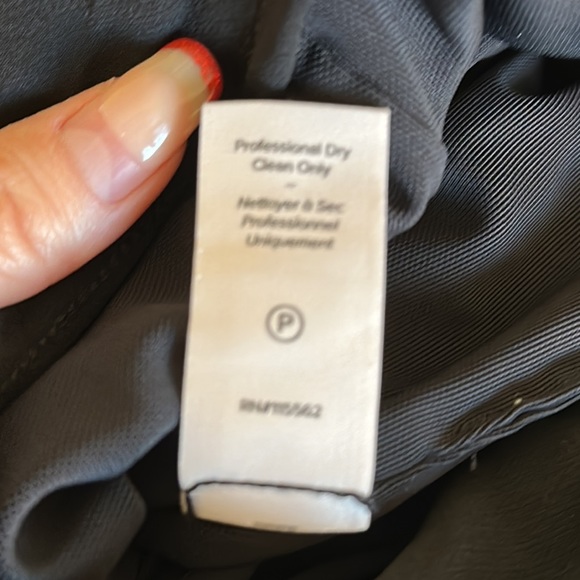 Professional Dry
Clean Only
–
Nettoyer à Sec
Professionnel
Uniquement
P
RN#115562